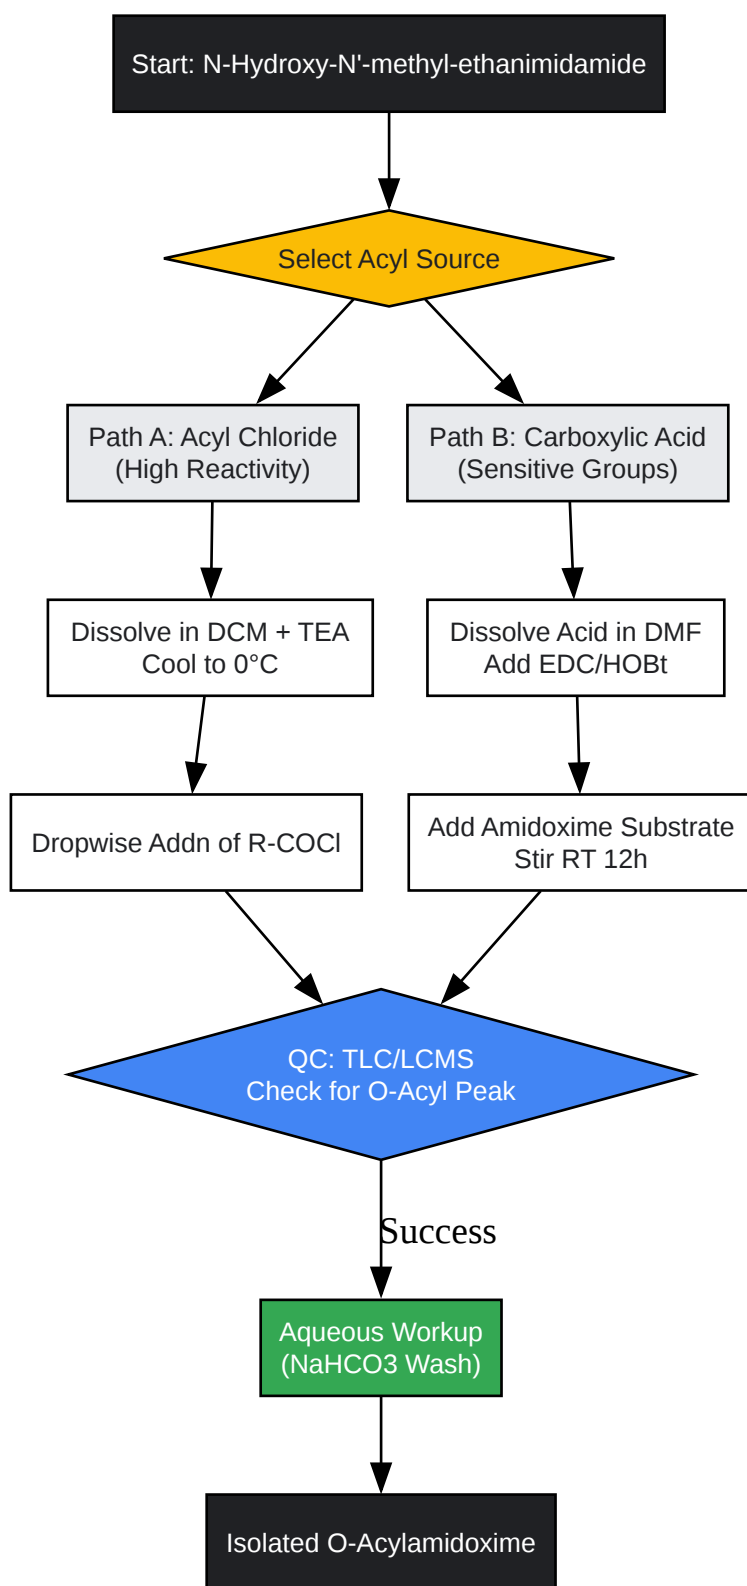 Start: N-Hydroxy-N'-methyl-ethanimidamide
Select Acyl Source
Path A: Acyl Chloride
(High Reactivity)
Path B: Carboxylic Acid
(Sensitive Groups)
Dissolve in DCM + TEA
Cool to 0°C
Dissolve Acid in DMF
Add EDC/HOBt
Dropwise Addn of R-COCl
Add Amidoxime Substrate
Stir RT 12h
QC: TLC/LCMS
Check for O-Acyl Peak
Success
Aqueous Workup
(NaHCO3 Wash)
Isolated O-Acylamidoxime